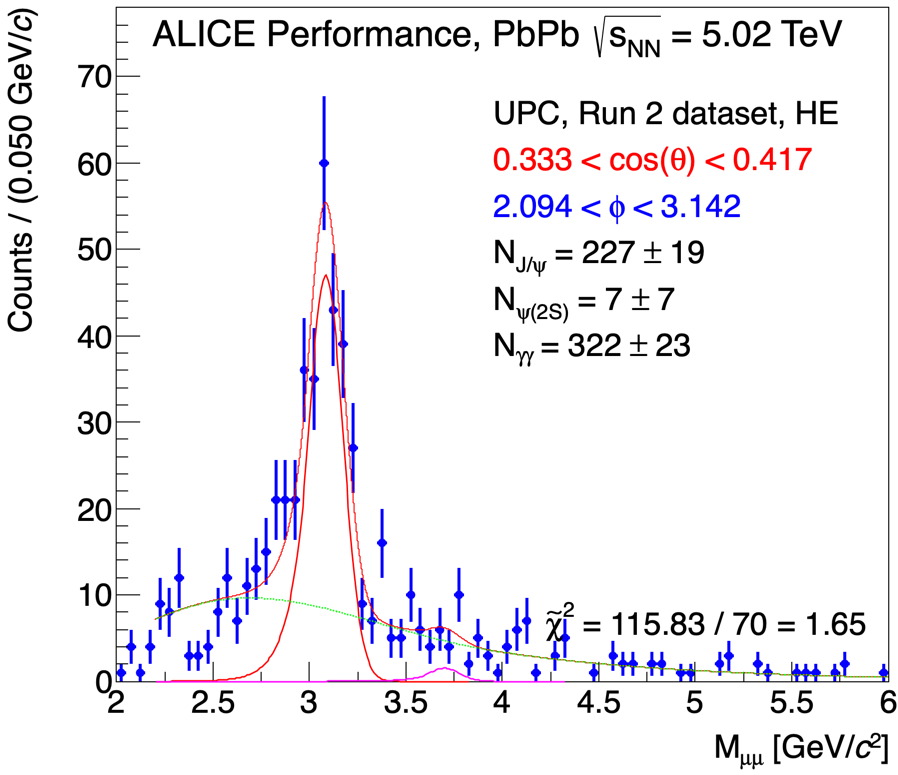 ALICE Performance, PbPb √sNN = 5.02 TeV
UPC, Run 2 dataset, HE
0.333 < cos(θ) < 0.417
2.094 < ϕ < 3.142
NJ/ψ = 227 ± 19
Nψ(2S) = 7 ± 7
Nγγ = 322 ± 23
χ̃² = 115.83 / 70 = 1.65
Counts / (0.050 GeV/c)
70
60
50
40
30
20
10
0
2 2.5 3 3.5 4 4.5 5 5.5 6
Mμμ [GeV/c²]